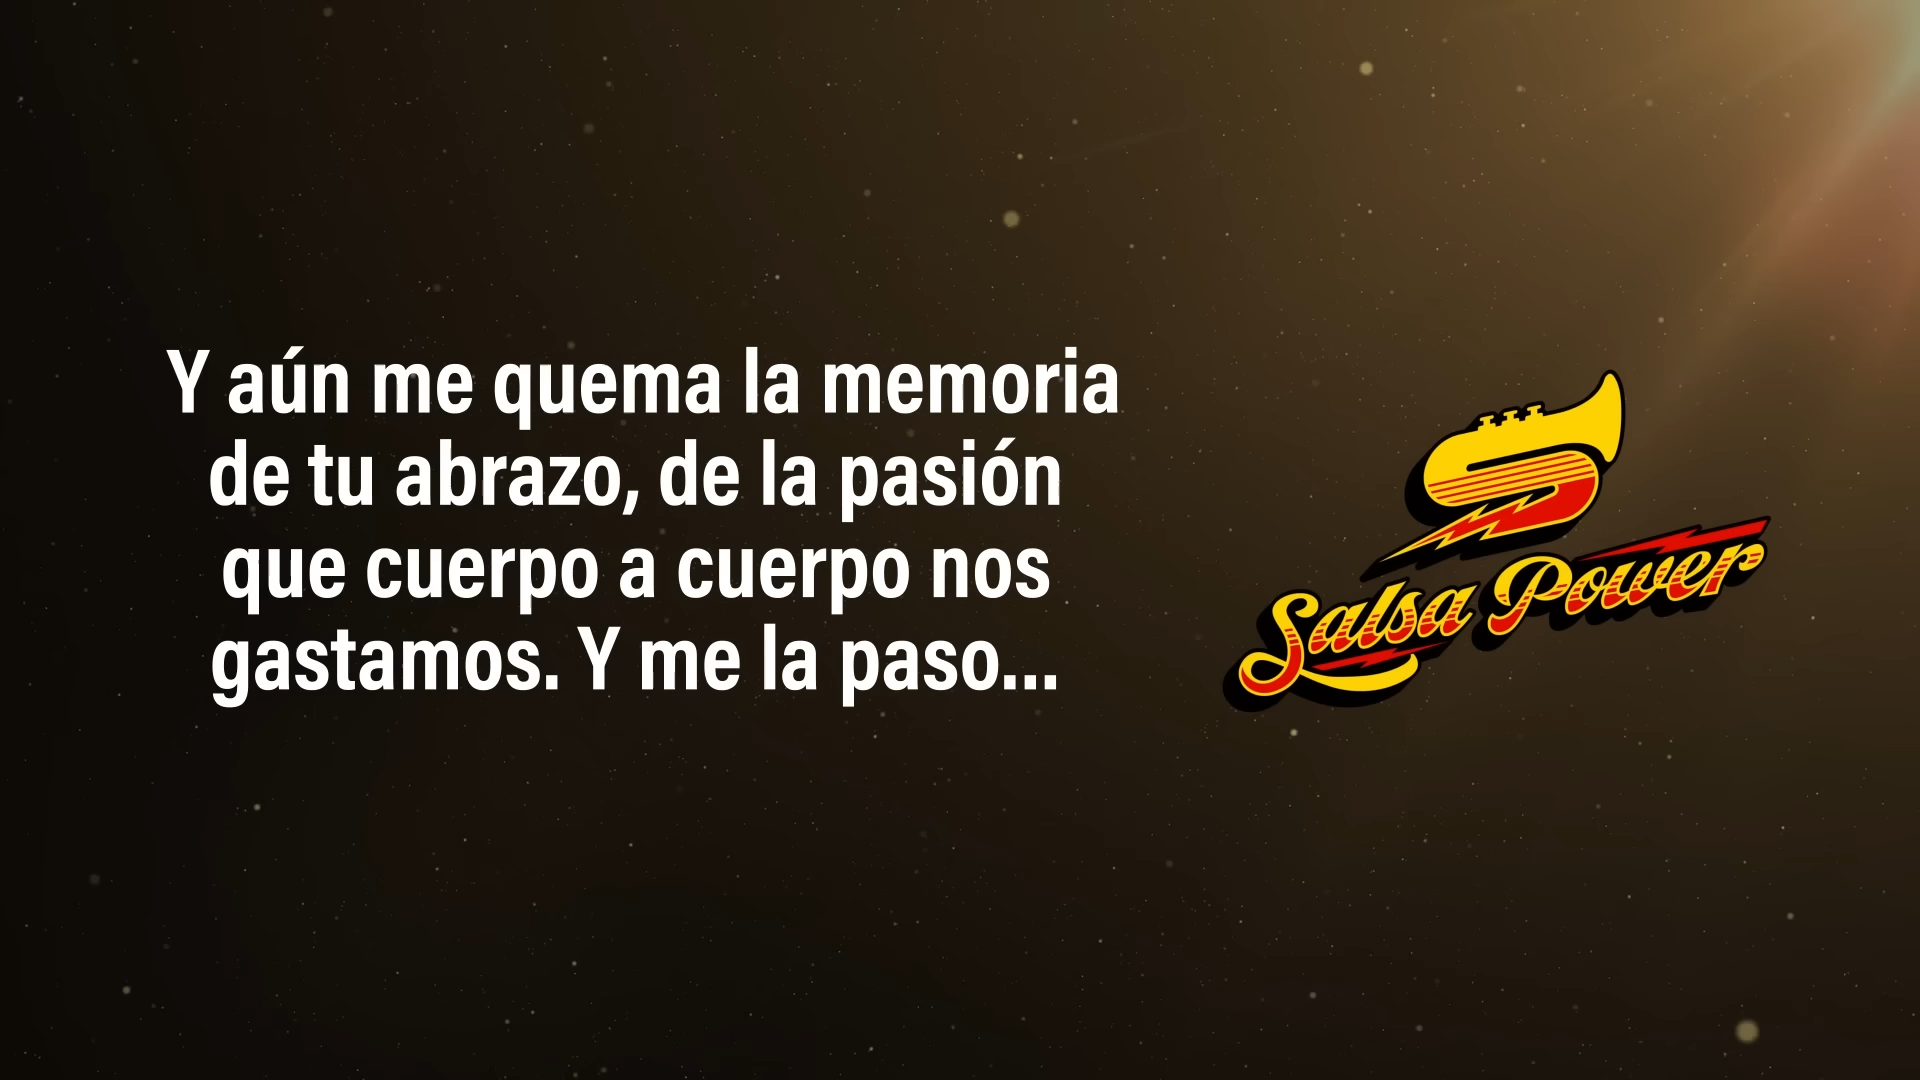 Y aún me quema la memoria
de tu abrazo, de la pasión
que cuerpo a cuerpo nos
gastamos. Y me la paso...
Salsa Power